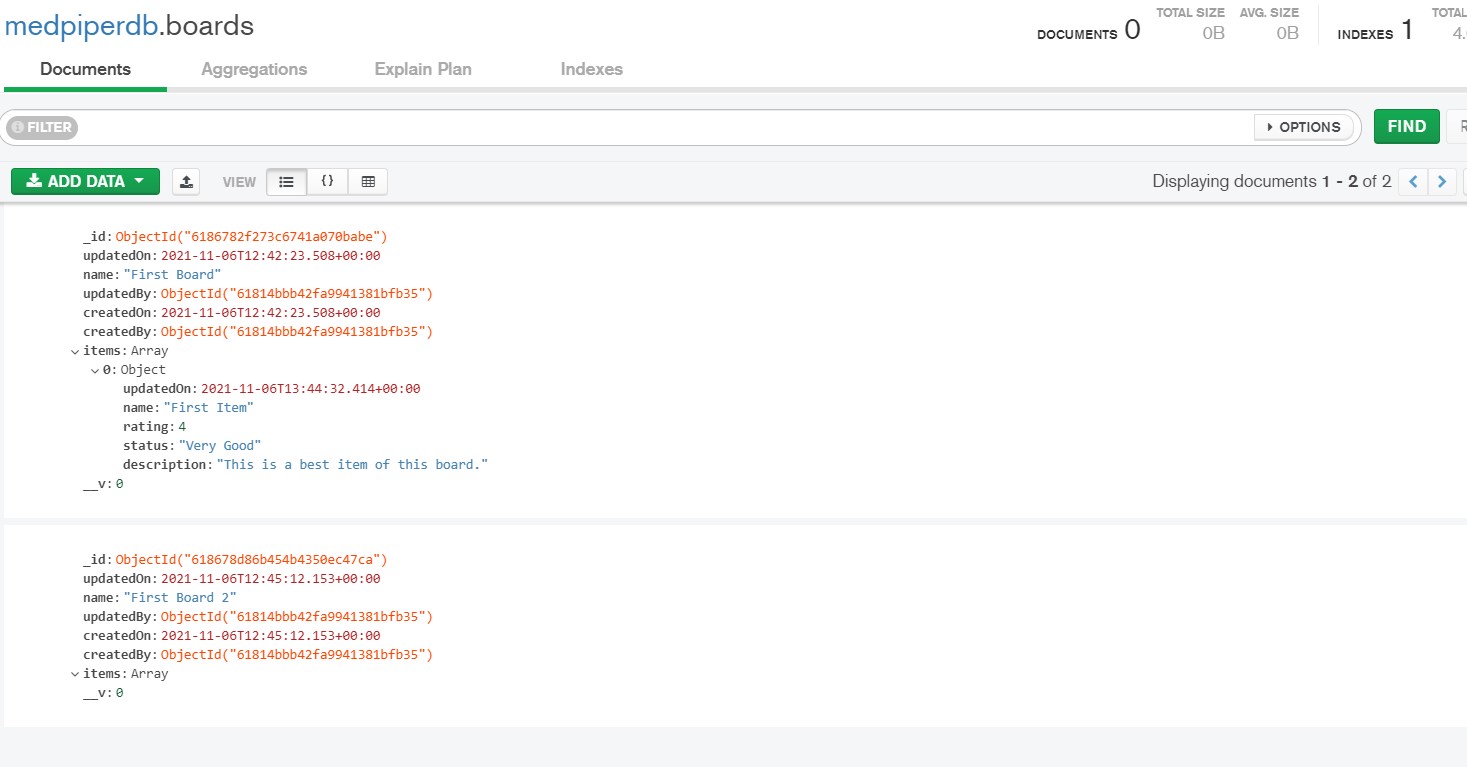 medpiperdb.boards
DOCUMENTS 0 TOTAL SIZE 0B AVG. SIZE 0B INDEXES 1 TOTAL 4.
Documents Aggregations Explain Plan Indexes
FILTER OPTIONS FIND R
ADD DATA VIEW {} Displaying documents 1 - 2 of 2
_id: ObjectId("6186782f273c6741a070babe")
updatedOn: 2021-11-06T12:42:23.508+00:00
name: "First Board"
updatedBy: ObjectId("61814bbb42fa9941381bfb35")
createdOn: 2021-11-06T12:42:23.508+00:00
createdBy: ObjectId("61814bbb42fa9941381bfb35")
items: Array
0: Object
updatedOn: 2021-11-06T13:44:32.414+00:00
name: "First Item"
rating: 4
status: "Very Good"
description: "This is a best item of this board."
__v: 0
_id: ObjectId("618678d86b454b4350ec47ca")
updatedOn: 2021-11-06T12:45:12.153+00:00
name: "First Board 2"
updatedBy: ObjectId("61814bbb42fa9941381bfb35")
createdOn: 2021-11-06T12:45:12.153+00:00
createdBy: ObjectId("61814bbb42fa9941381bfb35")
items: Array
__v: 0